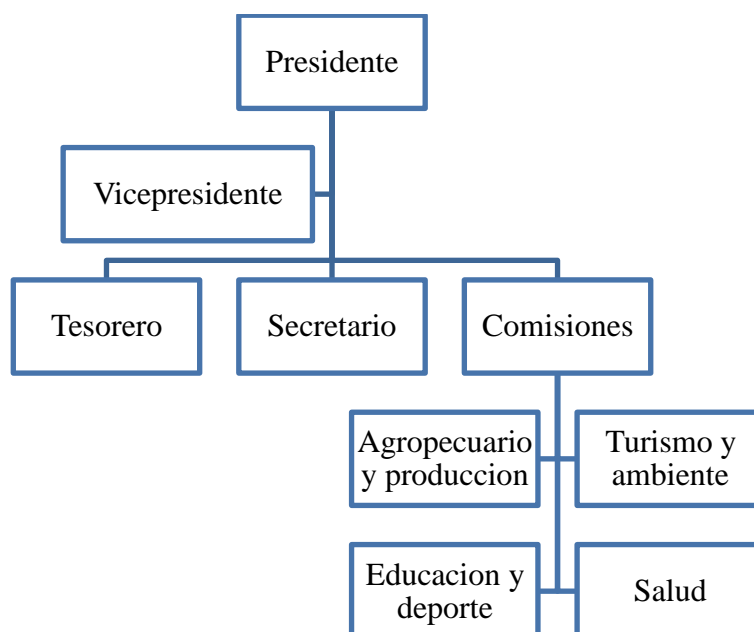 Presidente
Vicepresidente
Tesorero
Secretario
Comisiones
Agropecuario
y produccion
Turismo y
ambiente
Educacion y
deporte
Salud